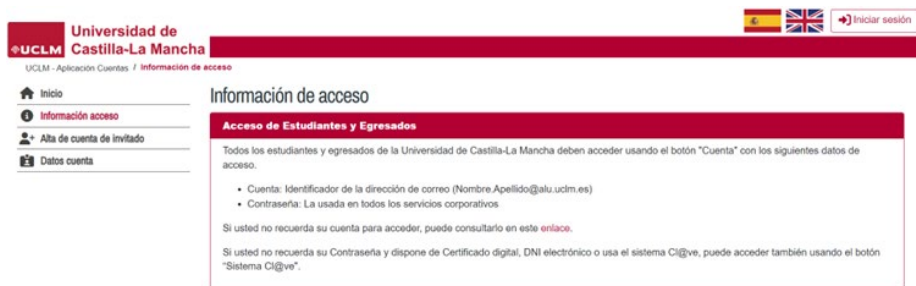 Iniciar sesión
Universidad de
UCLM Castilla-La Mancha
UCLM - Aplicación Cuentas / Información de acceso
Inicio
Información acceso
Alta de cuenta de invitado
Datos cuenta
Información de acceso
Acceso de Estudiantes y Egresados
Todos los estudiantes y egresados de la Universidad de Castilla-La Mancha deben acceder usando el botón "Cuenta" con los siguientes datos de
acceso.
• Cuenta: Identificador de la dirección de correo (Nombre.Apellido@alu.uclm.es)
• Contraseña: La usada en todos los servicios corporativos
Si usted no recuerda su cuenta para acceder, puede consultarlo en este enlace.
Si usted no recuerda su Contraseña y dispone de Certificado digital, DNI electrónico o usa el sistema Cl@ve, puede acceder también usando el botón
"Sistema Cl@ve".